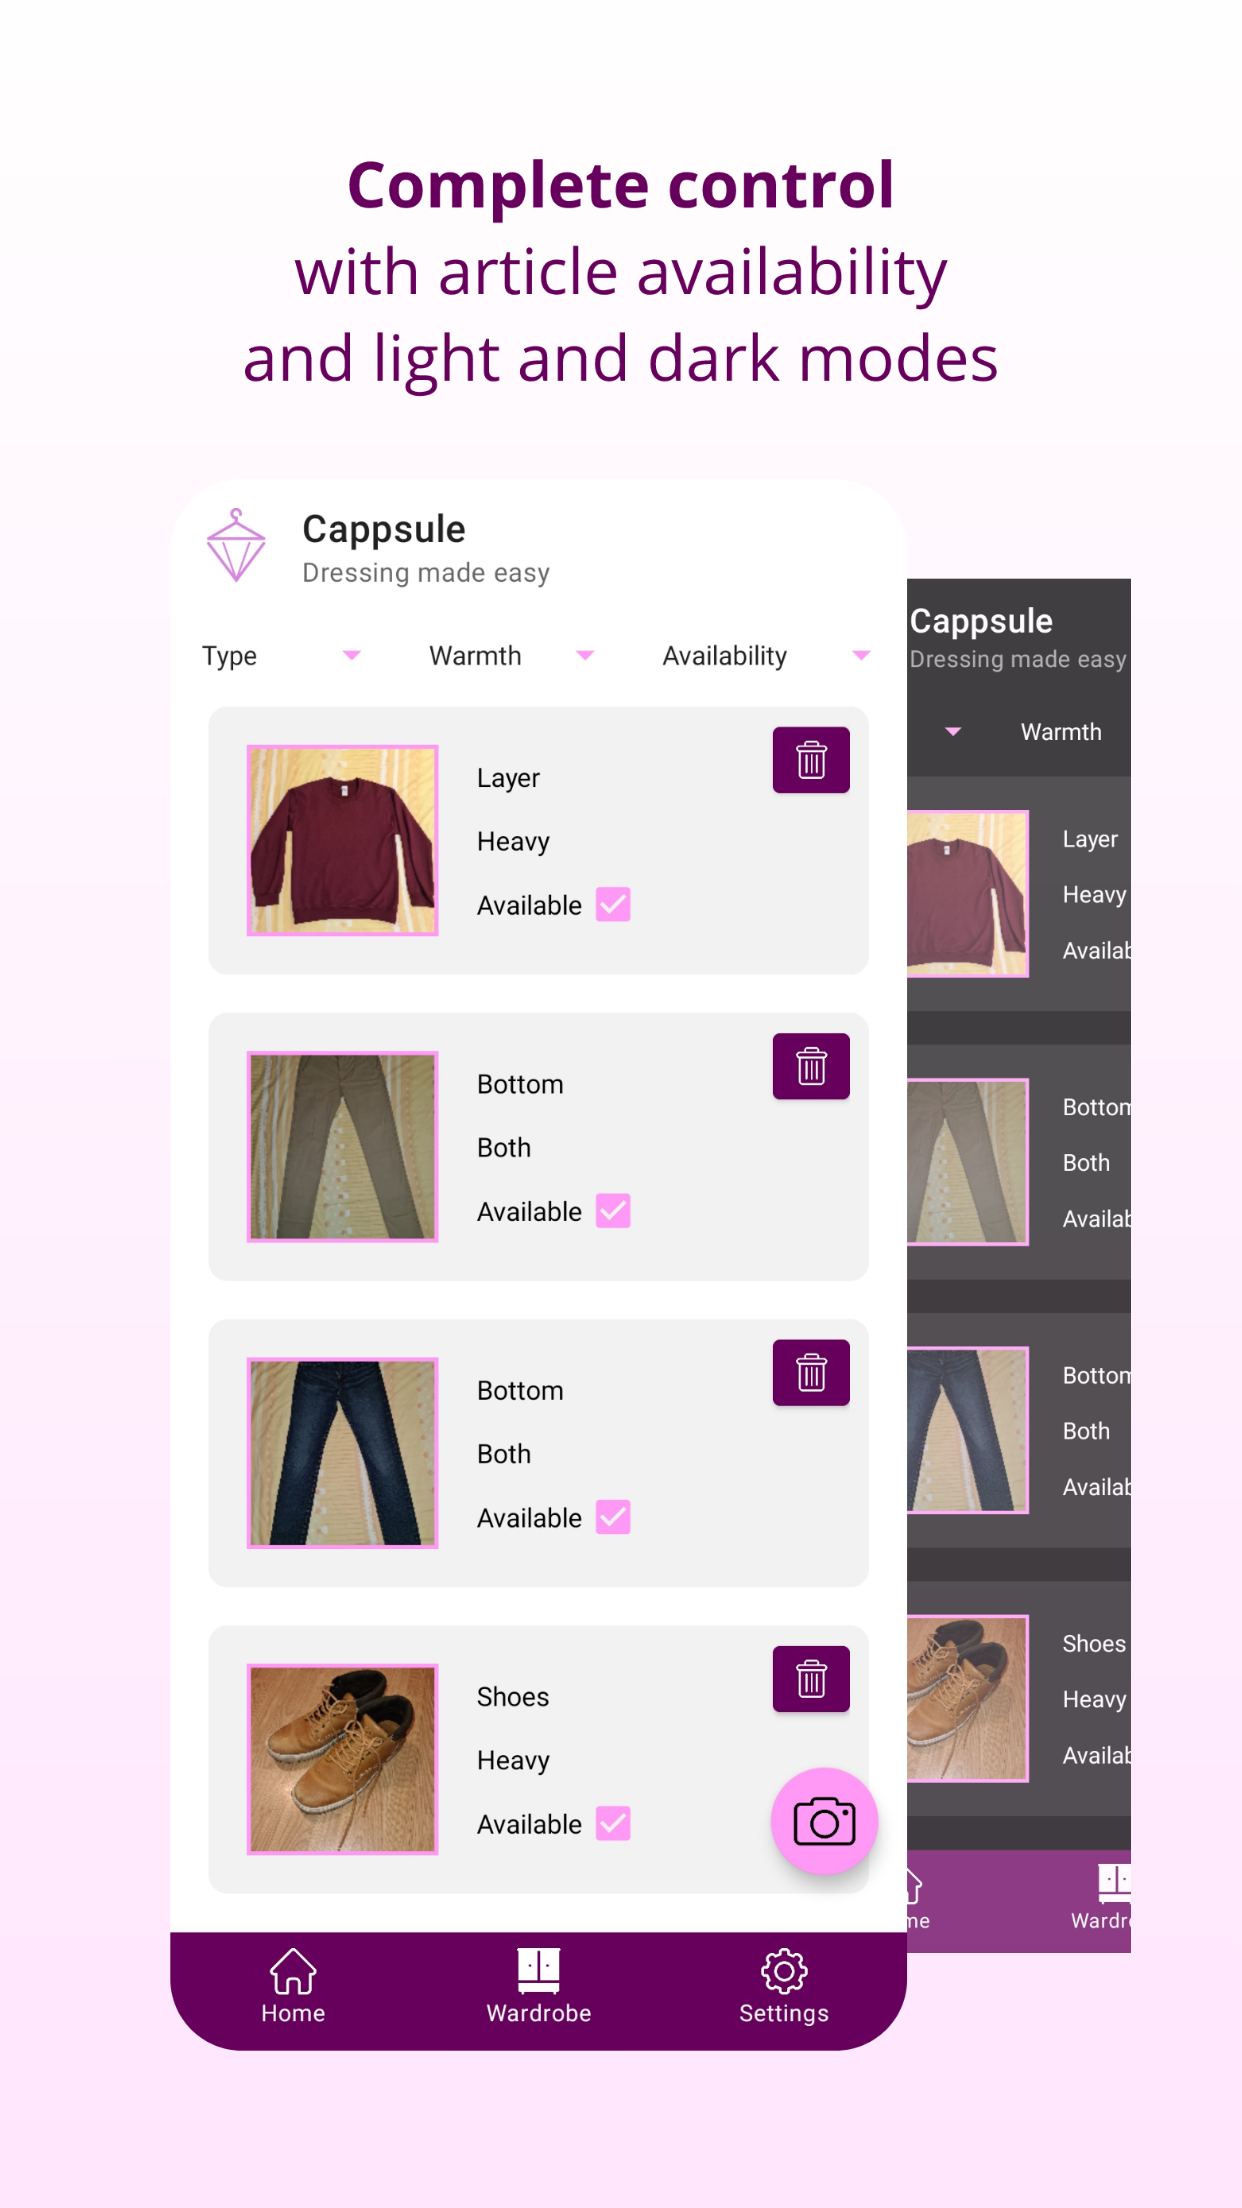 Complete control
with article availability
and light and dark modes
Cappsule
Dressing made easy
Type
Warmth
Availability
Layer
Heavy
Available
Bottom
Both
Available
Bottom
Both
Available
Shoes
Heavy
Available
Home
Wardrobe
Settings
Cappsule
Dressing made easy
Warmth
Layer
Heavy
Availab
Bottom
Both
Availab
Bottom
Both
Availab
Shoes
Heavy
Availab
me
Wardr